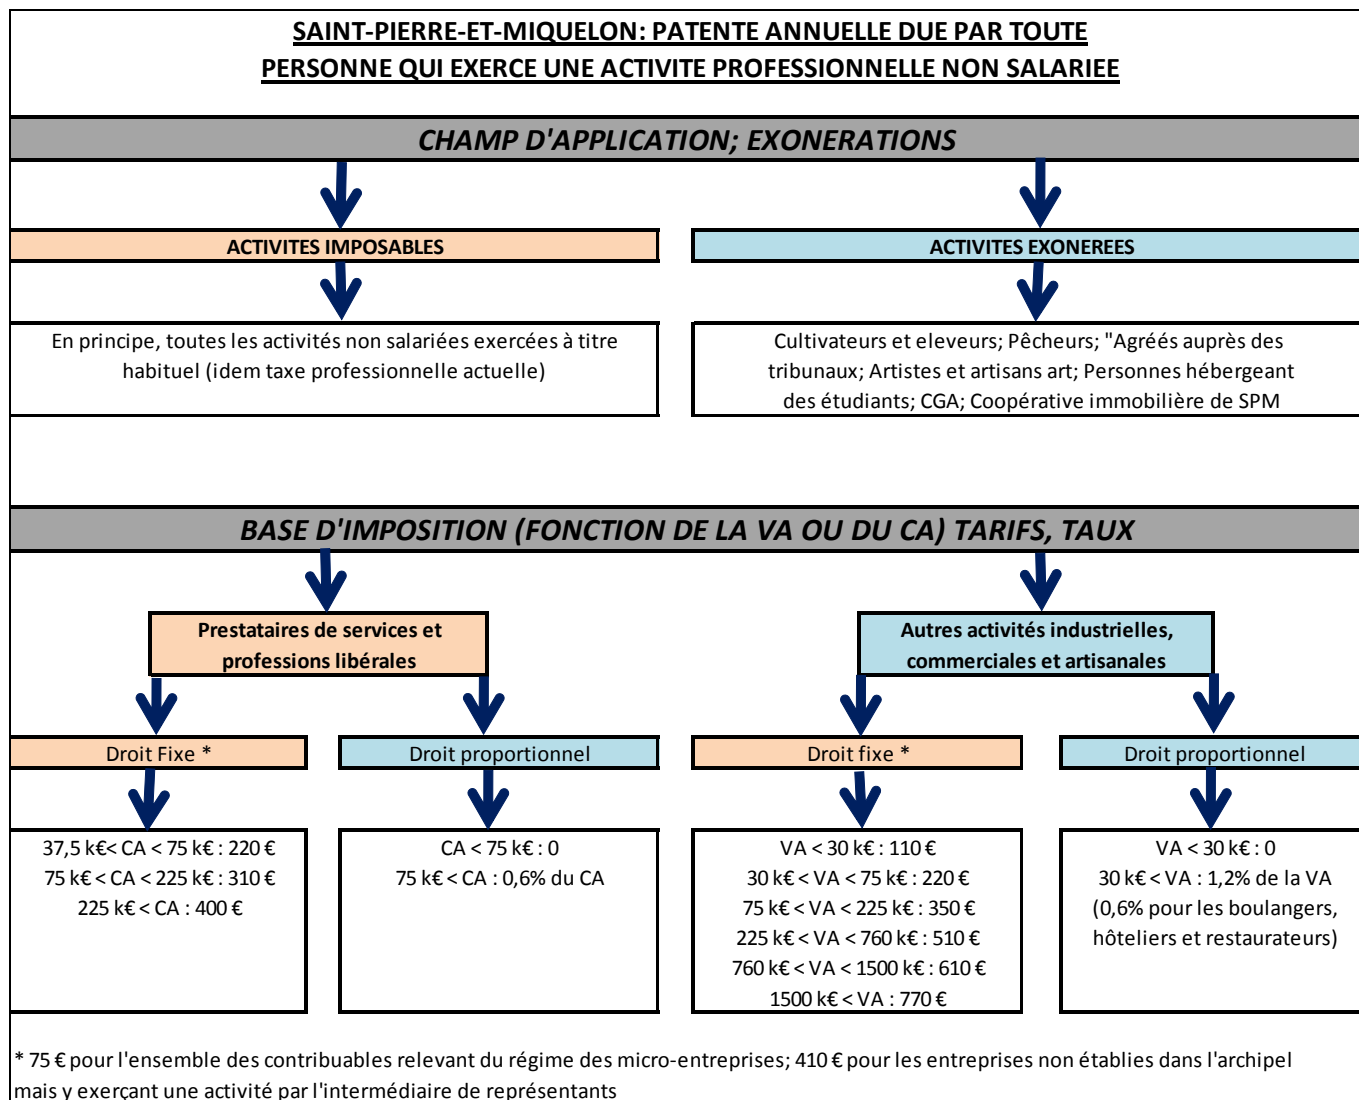 SAINT-PIERRE-ET-MIQUELON: PATENTE ANNUELLE DUE PAR TOUTE
PERSONNE QUI EXERCE UNE ACTIVITE PROFESSIONNELLE NON SALARIEE
CHAMP D'APPLICATION; EXONERATIONS
ACTIVITES IMPOSABLES
ACTIVITES EXONEREES
En principe, toutes les activités non salariées exercées à titre
habituel (idem taxe professionnelle actuelle)
Cultivateurs et eleveurs; Pêcheurs; "Agréés auprès des
tribunaux; Artistes et artisans art; Personnes hébergeant
des étudiants; CGA; Coopérative immobilière de SPM
BASE D'IMPOSITION (FONCTION DE LA VA OU DU CA) TARIFS, TAUX
Prestataires de services et
professions libérales
Autres activités industrielles,
commerciales et artisanales
Droit Fixe *
Droit proportionnel
Droit fixe *
Droit proportionnel
37,5 k€< CA < 75 k€ : 220 €
75 k€ < CA < 225 k€ : 310 €
225 k€ < CA : 400 €
CA < 75 k€ : 0
75 k€ < CA : 0,6% du CA
VA < 30 k€ : 110 €
30 k€ < VA < 75 k€ : 220 €
75 k€ < VA < 225 k€ : 350 €
225 k€ < VA < 760 k€ : 510 €
760 k€ < VA < 1500 k€ : 610 €
1500 k€ < VA : 770 €
VA < 30 k€ : 0
30 k€ < VA : 1,2% de la VA
(0,6% pour les boulangers,
hôteliers et restaurateurs)
* 75 € pour l'ensemble des contribuables relevant du régime des micro-entreprises; 410 € pour les entreprises non établies dans l'archipel
mais y exerçant une activité par l'intermédiaire de représentants